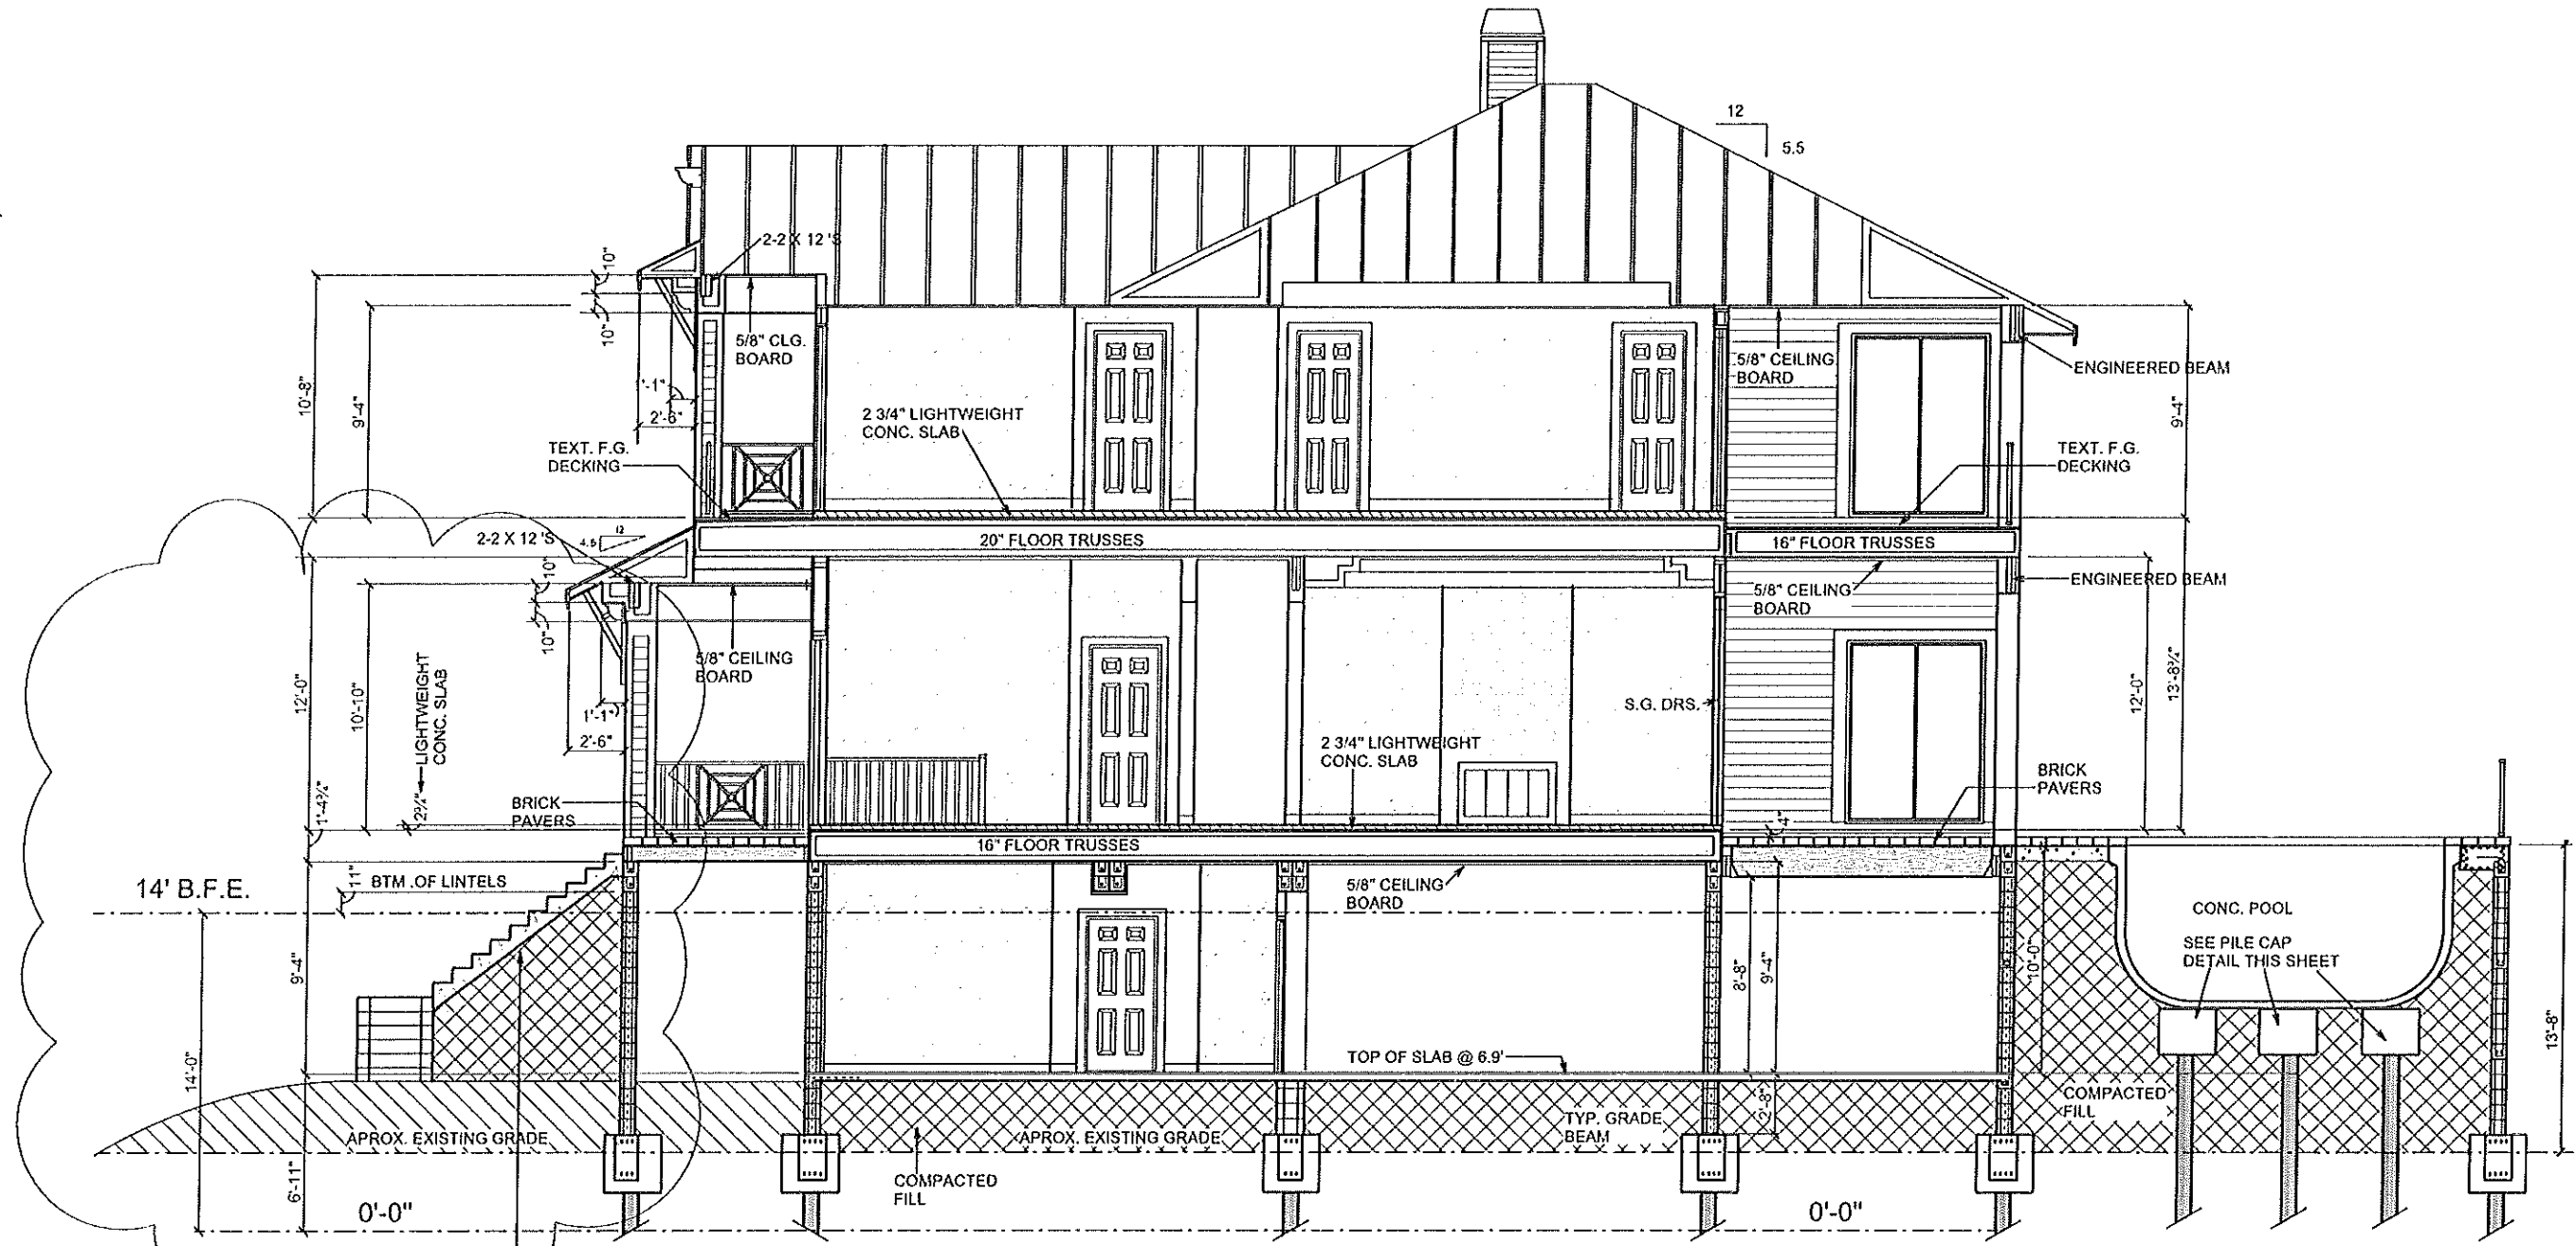 12
5.5
2-2 X 12 'S
10"
10"
5/8" CLG.
BOARD
1'-1"
2'-6"
10'-8"
9'-4"
2 3/4" LIGHTWEIGHT
CONC. SLAB
TEXT. F.G.
DECKING
5/8" CEILING
BOARD
ENGINEERED BEAM
9'-4"
TEXT. F.G.
DECKING
2-2 X 12 'S
12
4.5
20" FLOOR TRUSSES
16" FLOOR TRUSSES
10"
10"
5/8" CEILING
BOARD
ENGINEERED BEAM
5/8" CEILING
BOARD
1'-1"
2'-6"
12'-0"
10'-10"
LIGHTWEIGHT
CONC. SLAB
2¾"
1'-4¾"
S.G. DRS.
2 3/4" LIGHTWEIGHT
CONC. SLAB
12'-0"
13'-8¾"
BRICK
PAVERS
BRICK
PAVERS
4"
16" FLOOR TRUSSES
14' B.F.E.
11"
BTM .OF LINTELS
5/8" CEILING
BOARD
CONC. POOL
SEE PILE CAP
DETAIL THIS SHEET
9'-4"
8'-8"
9'-4"
10'-0"
13'-8"
14'-0"
TOP OF SLAB @ 6.9'
2'-8"
COMPACTED
FILL
TYP. GRADE
BEAM
APROX. EXISTING GRADE
APROX. EXISTING GRADE
COMPACTED
FILL
6'-11"
0'-0"
0'-0"